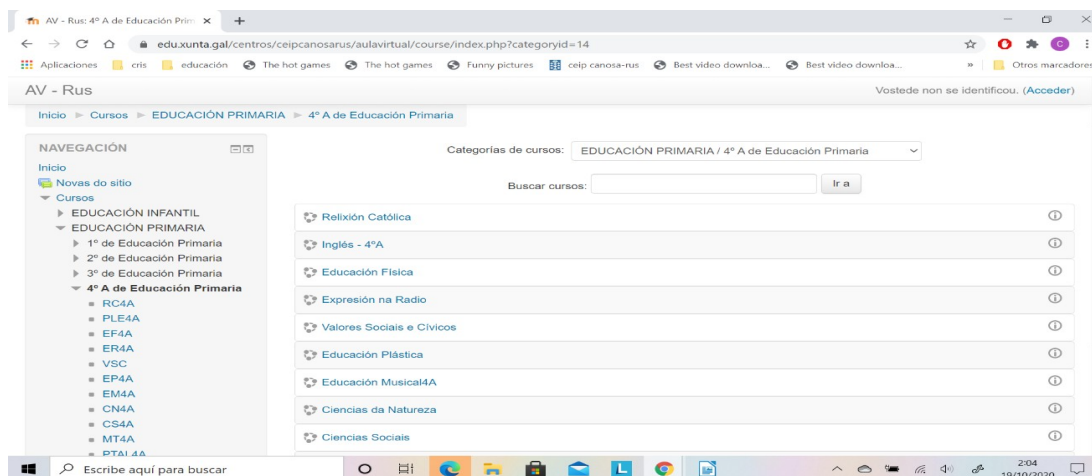 AV - Rus: 4º A de Educación Prim
edu.xunta.gal/centros/ceipcanosarus/aulavirtual/course/index.php?categoryid=14
Aplicaciones cris educación The hot games The hot games Funny pictures ceip canosa-rus Best video downloa... Best video downloa... » Otros marcadores
AV - Rus Vostede non se identificou. (Acceder)
Inicio Cursos EDUCACIÓN PRIMARIA 4º A de Educación Primaria
NAVEGACIÓN
Inicio
Novas do sitio
Cursos
EDUCACIÓN INFANTIL
EDUCACIÓN PRIMARIA
1º de Educación Primaria
2º de Educación Primaria
3º de Educación Primaria
4º A de Educación Primaria
RC4A
PLE4A
EF4A
ER4A
VSC
EP4A
EM4A
CN4A
CS4A
MT4A
PTAL4A
Categorías de cursos: EDUCACIÓN PRIMARIA / 4º A de Educación Primaria
Buscar cursos: Ir a
Relixión Católica
Inglés - 4ºA
Educación Física
Expresión na Radio
Valores Sociais e Cívicos
Educación Plástica
Educación Musical4A
Ciencias da Natureza
Ciencias Sociais
Escribe aquí para buscar
2:04
19/10/2020